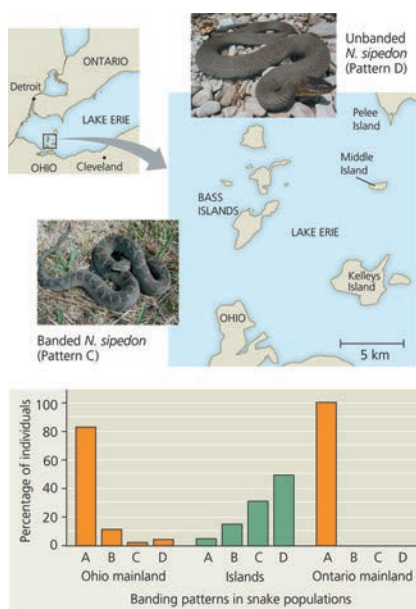 Unbanded
N. sipedon
(Pattern D)
ONTARIO
Detroit
LAKE ERIE
OHIO
Cleveland
Pelee
Island
Middle
Island
BASS
ISLANDS
LAKE ERIE
Kelleys
Island
OHIO
5 km
Banded N. sipedon
(Pattern C)
Percentage of individuals
100
80
60
40
20
0
A B C D A B C D A B C D
Ohio mainland Islands Ontario mainland
Banding patterns in snake populations